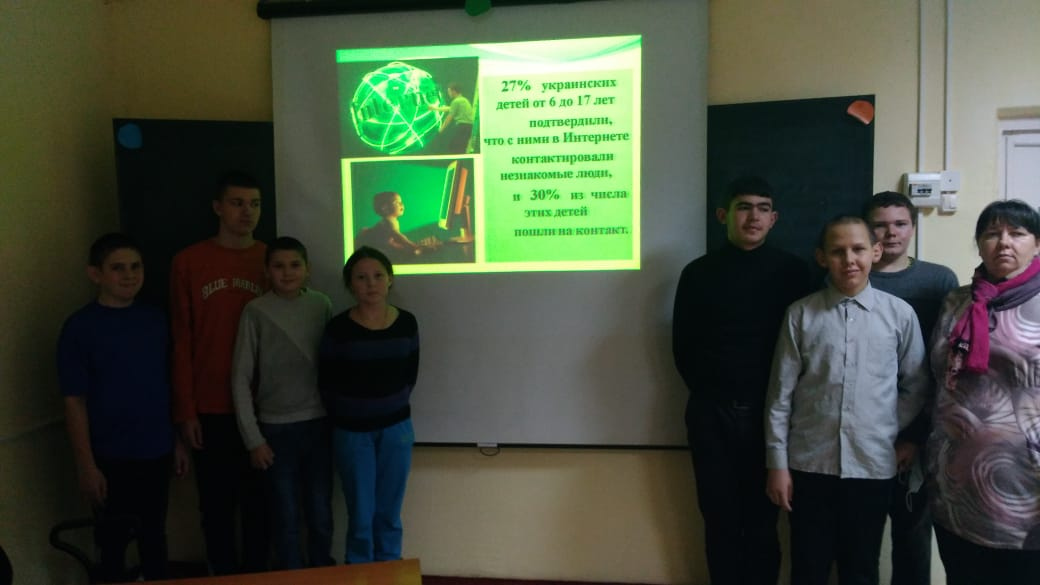 27% украинских
детей от 6 до 17 лет
подтвердили,
что с ними в Интернете
контактировали
незнакомые люди,
и 30% из числа
этих детей
пошли на контакт.
BLUE